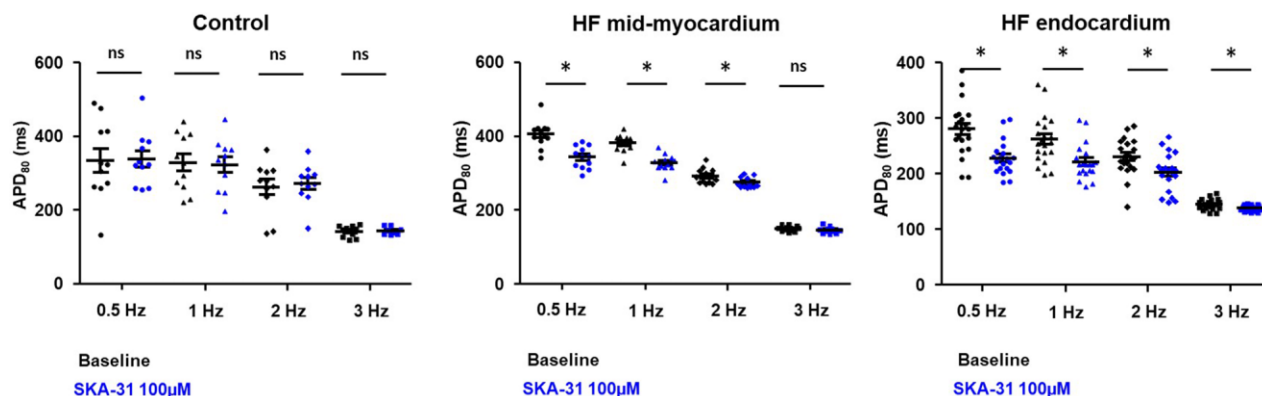 Control
ns
ns
ns
ns
APD80 (ms)
600
400
200
0
0.5 Hz
1 Hz
2 Hz
3 Hz
Baseline
SKA-31 100µM
HF mid-myocardium
*
*
*
ns
APD80 (ms)
600
400
200
0
0.5 Hz
1 Hz
2 Hz
3 Hz
Baseline
SKA-31 100µM
HF endocardium
*
*
*
*
APD80 (ms)
400
300
200
100
0
0.5 Hz
1 Hz
2 Hz
3 Hz
Baseline
SKA-31 100µM